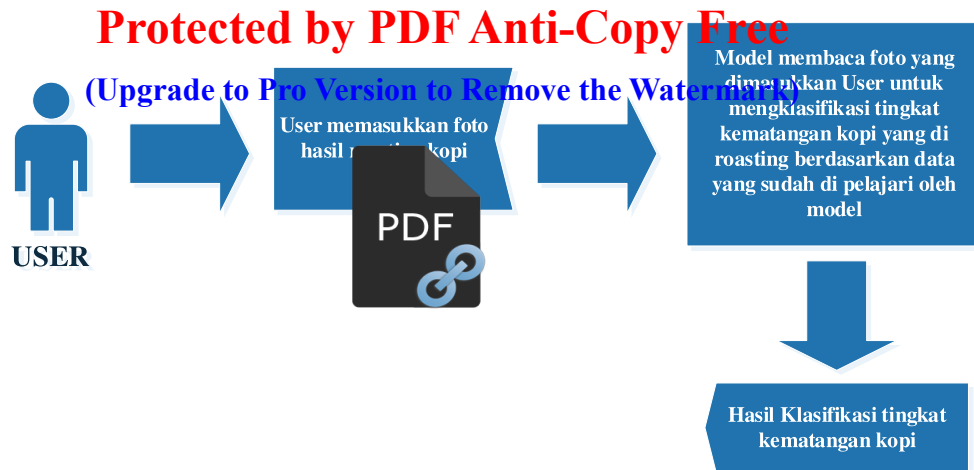 Protected by PDF Anti-Copy Free
(Upgrade to Pro Version to Remove the Watermark)
USER
User memasukkan foto
hasil roasting kopi
PDF
Model membaca foto yang
dimasukkan User untuk
mengklasifikasi tingkat
kematangan kopi yang di
roasting berdasarkan data
yang sudah di pelajari oleh
model
Hasil Klasifikasi tingkat
kematangan kopi